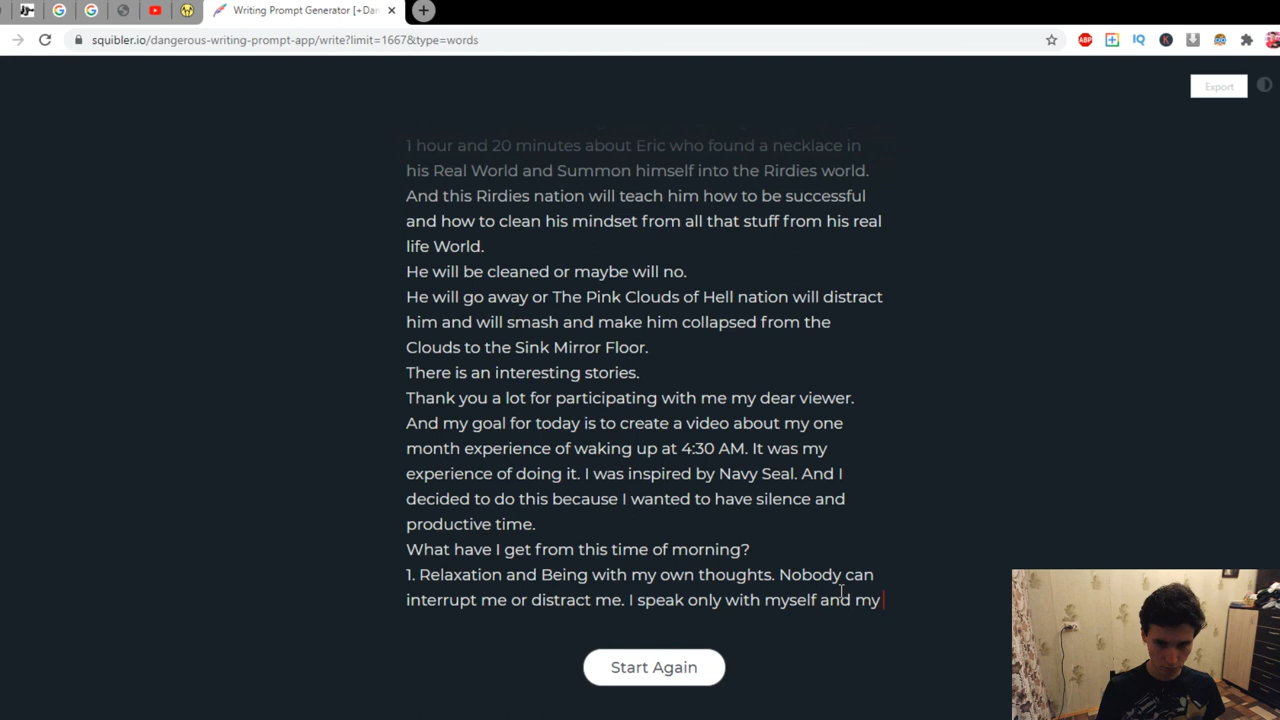 Writing Prompt Generator [+Dan
squibler.io/dangerous-writing-prompt-app/write?limit=1667&type=words
ABP
IQ
K
Export
1 hour and 20 minutes about Eric who found a necklace in
his Real World and Summon himself into the Rirdies world.
And this Rirdies nation will teach him how to be successful
and how to clean his mindset from all that stuff from his real
life World.
He will be cleaned or maybe will no.
He will go away or The Pink Clouds of Hell nation will distract
him and will smash and make him collapsed from the
Clouds to the Sink Mirror Floor.
There is an interesting stories.
Thank you a lot for participating with me my dear viewer.
And my goal for today is to create a video about my one
month experience of waking up at 4:30 AM. It was my
experience of doing it. I was inspired by Navy Seal. And I
decided to do this because I wanted to have silence and
productive time.
What have I get from this time of morning?
1. Relaxation and Being with my own thoughts. Nobody can
interrupt me or distract me. I speak only with myself and my
Start Again